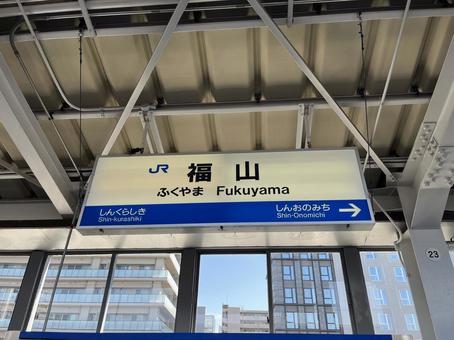 JR 福山
ふくやま Fukuyama
しんくらしき しんおのみち
Shin-kurashiki Shin-Onomichi
23